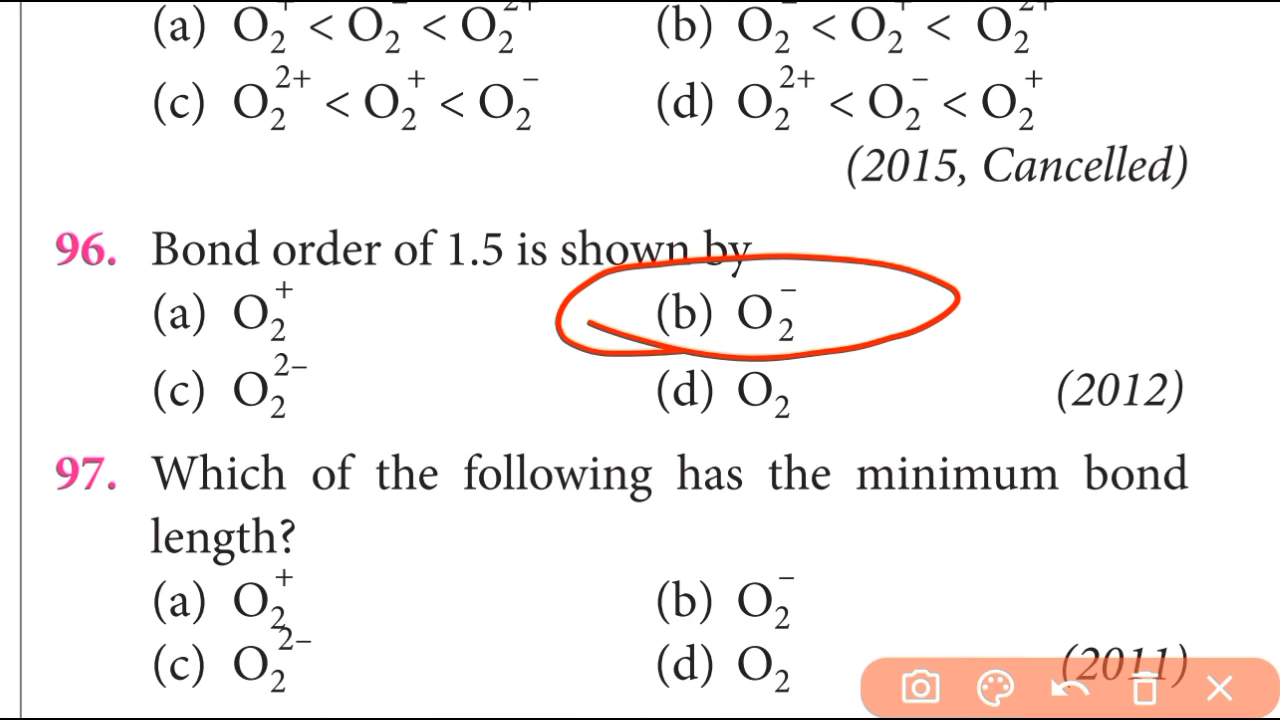 (a) O₂⁺ < O₂⁻ < O₂²⁺ (b) O₂⁻ < O₂⁺ < O₂²⁺
(c) O₂²⁺ < O₂⁺ < O₂⁻ (d) O₂²⁺ < O₂⁻ < O₂⁺
(2015, Cancelled)
96. Bond order of 1.5 is shown by
(a) O₂⁺ (b) O₂⁻
(c) O₂²⁻ (d) O₂ (2012)
97. Which of the following has the minimum bond
length?
(a) O₂⁺ (b) O₂⁻
(c) O₂²⁻ (d) O₂ (2011)